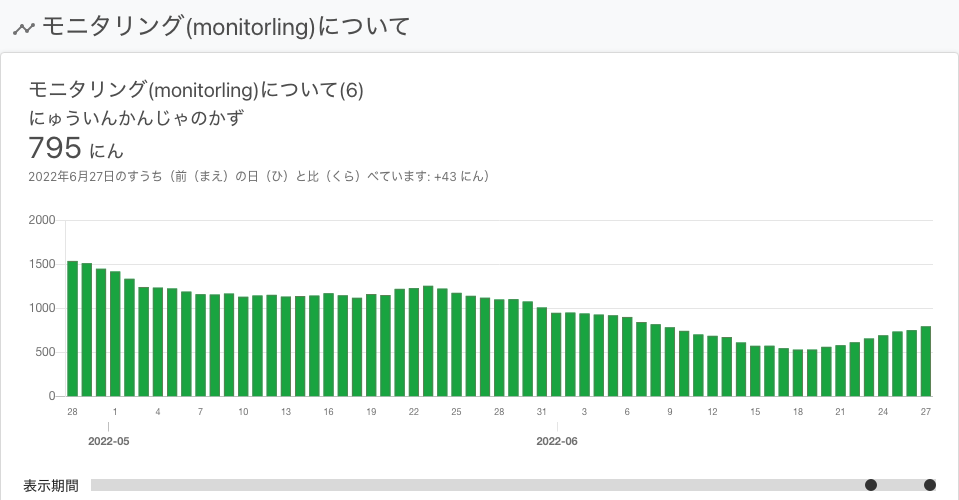 モニタリング(monitorling)について
モニタリング(monitorling)について(6)
にゅういんかんじゃのかず
795 にん
2022年6月27日のすうち（前（まえ）の日（ひ）と比（くら）べています: +43 にん）
2000
1500
1000
500
0
28 1 4 7 10 13 16 19 22 25 28 31 3 6 9 12 15 18 21 24 27
2022-05 2022-06
表示期間